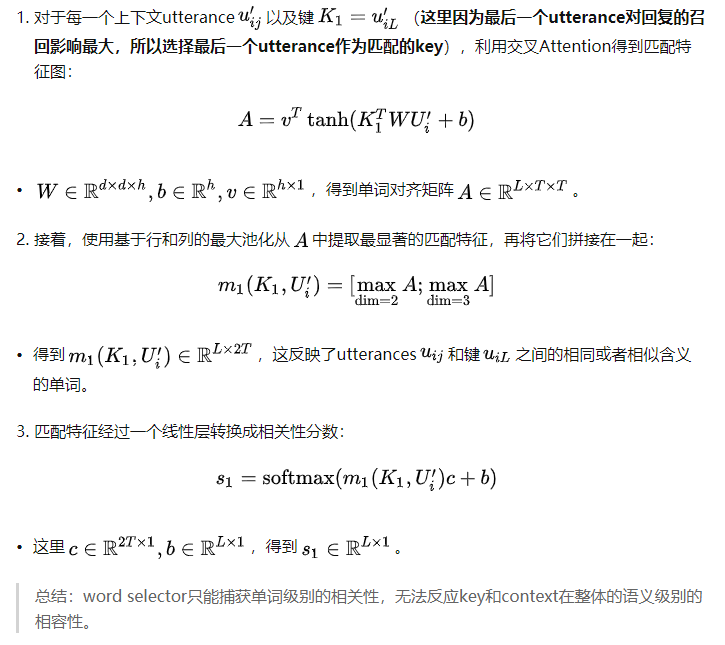 1. 对于每一个上下文utterance $u'_{ij}$ 以及键 $K_1 = u'_{iL}$ （这里因为最后一个utterance对回复的召
回影响最大，所以选择最后一个utterance作为匹配的key），利用交叉Attention得到匹配特
征图：
$A = v^T \tanh(K_1^T W U'_i + b)$
• $W \in \mathbb{R}^{d \times d \times h}, b \in \mathbb{R}^h, v \in \mathbb{R}^{h \times 1}$ ，得到单词对齐矩阵 $A \in \mathbb{R}^{L \times T \times T}$ 。
2. 接着，使用基于行和列的最大池化从 $A$ 中提取最显著的匹配特征，再将它们拼接在一起：
$m_1(K_1, U'_i) = [\max_{\dim=2} A; \max_{\dim=3} A]$
• 得到 $m_1(K_1, U'_i) \in \mathbb{R}^{L \times 2T}$ ，这反映了utterances $u_{ij}$ 和键 $u_{iL}$ 之间的相同或者相似含义
的单词。
3. 匹配特征经过一个线性层转换成相关性分数：
$s_1 = \text{softmax}(m_1(K_1, U'_i)c + b)$
• 这里 $c \in \mathbb{R}^{2T \times 1}, b \in \mathbb{R}^{L \times 1}$ ，得到 $s_1 \in \mathbb{R}^{L \times 1}$ 。
总结：word selector只能捕获单词级别的相关性，无法反应key和context在整体的语义级别的
相容性。